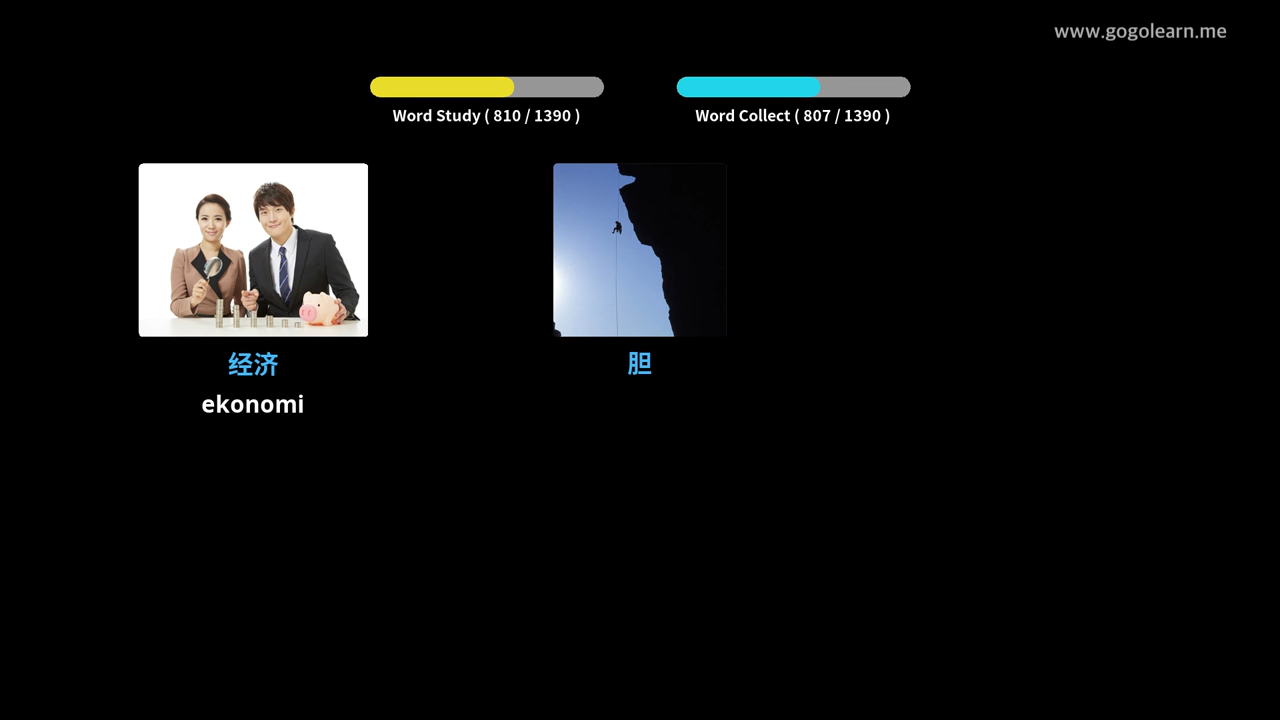 www.gogolearn.me
Word Study ( 810 / 1390 )
Word Collect ( 807 / 1390 )
经济
ekonomi
胆